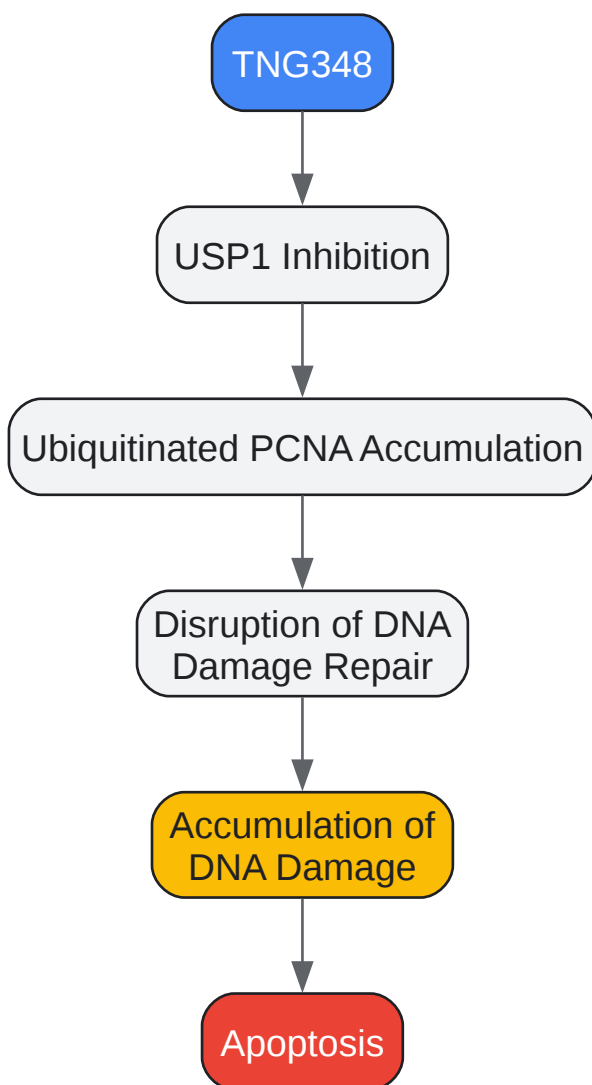 TNG348
USP1 Inhibition
Ubiquitinated PCNA Accumulation
Disruption of DNA
Damage Repair
Accumulation of
DNA Damage
Apoptosis